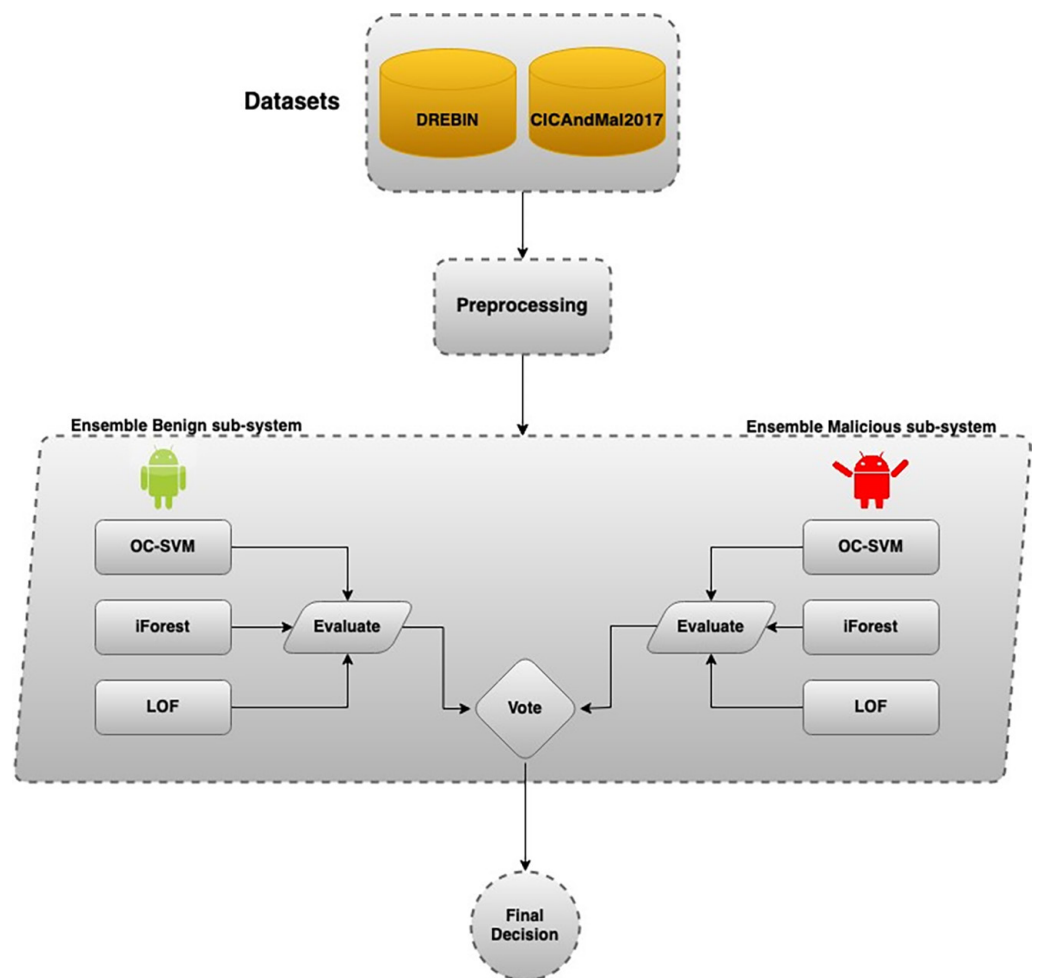 Datasets
DREBIN
CICAndMal2017
Preprocessing
Ensemble Benign sub-system
Ensemble Malicious sub-system
OC-SVM
OC-SVM
iForest
Evaluate
Evaluate
iForest
LOF
Vote
LOF
Final
Decision